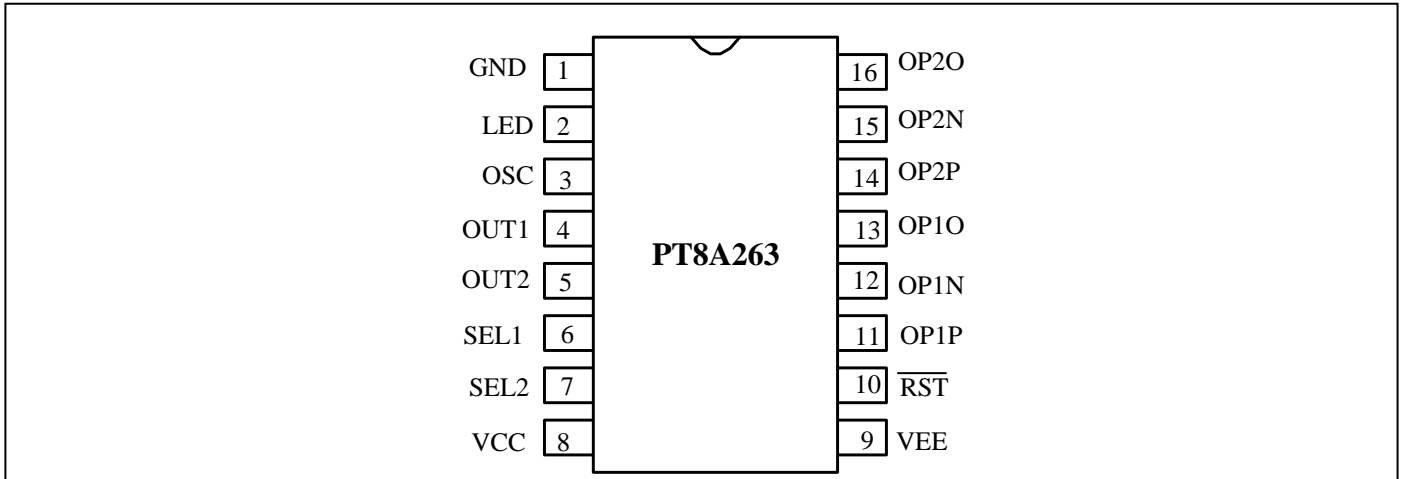 GND 1 16 OP2O
LED 2 15 OP2N
OSC 3 14 OP2P
OUT1 4 13 OP1O
PT8A263
OUT2 5 12 OP1N
SEL1 6 11 OP1P
SEL2 7 10 R̅S̅T̅
VCC 8 9 VEE